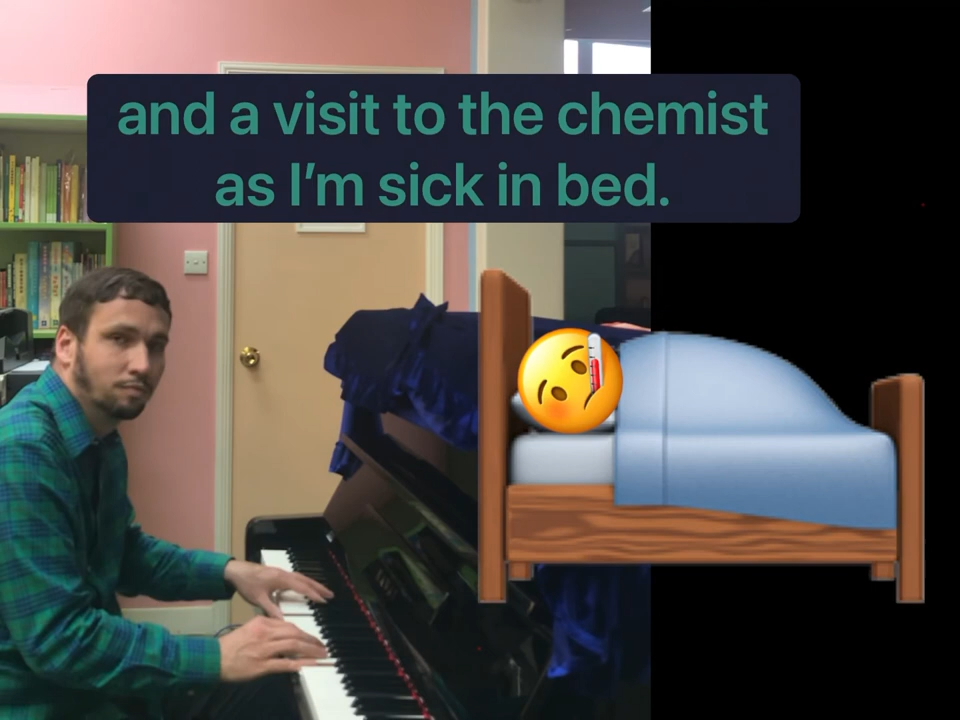 and a visit to the chemist
as I’m sick in bed.